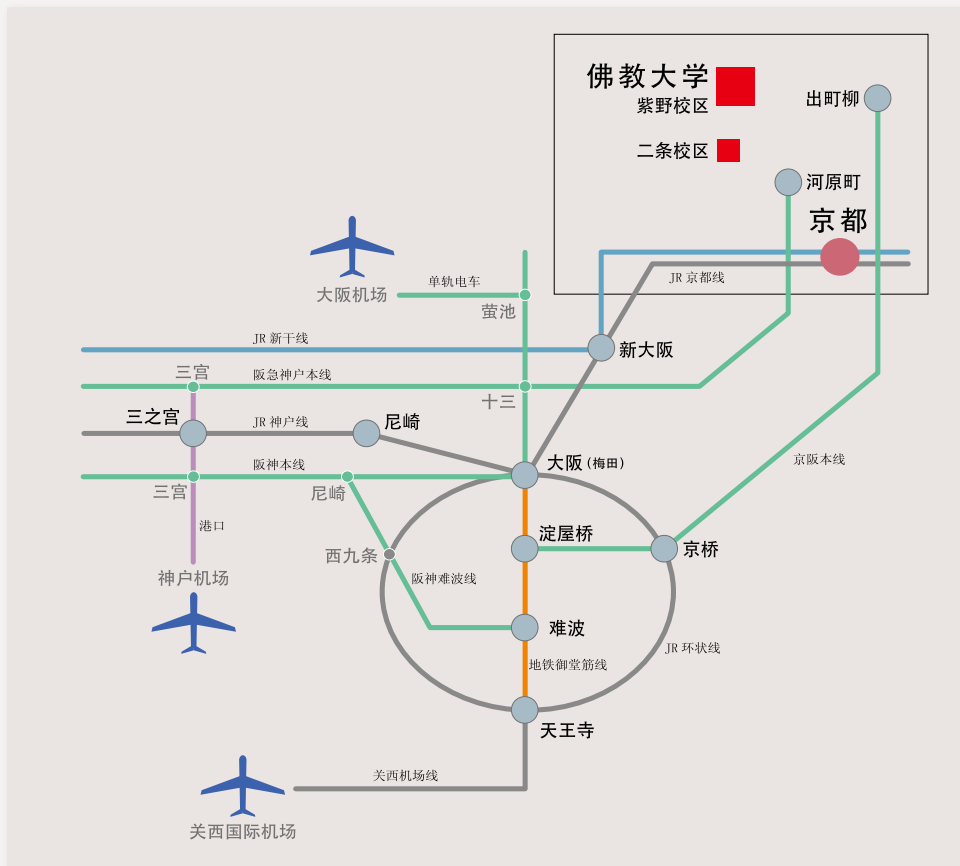 佛教大学
紫野校区
出町柳
二条校区
河原町
京都
JR 京都线
大阪机场
单轨电车
萤池
JR 新干线
新大阪
三宫
阪急神户本线
十三
三之宫
JR 神户线
尼崎
大阪(梅田)
京阪本线
阪神本线
三宫
尼崎
港口
淀屋桥
京桥
西九条
神户机场
阪神难波线
难波
JR 环状线
地铁御堂筋线
天王寺
关西机场线
关西国际机场